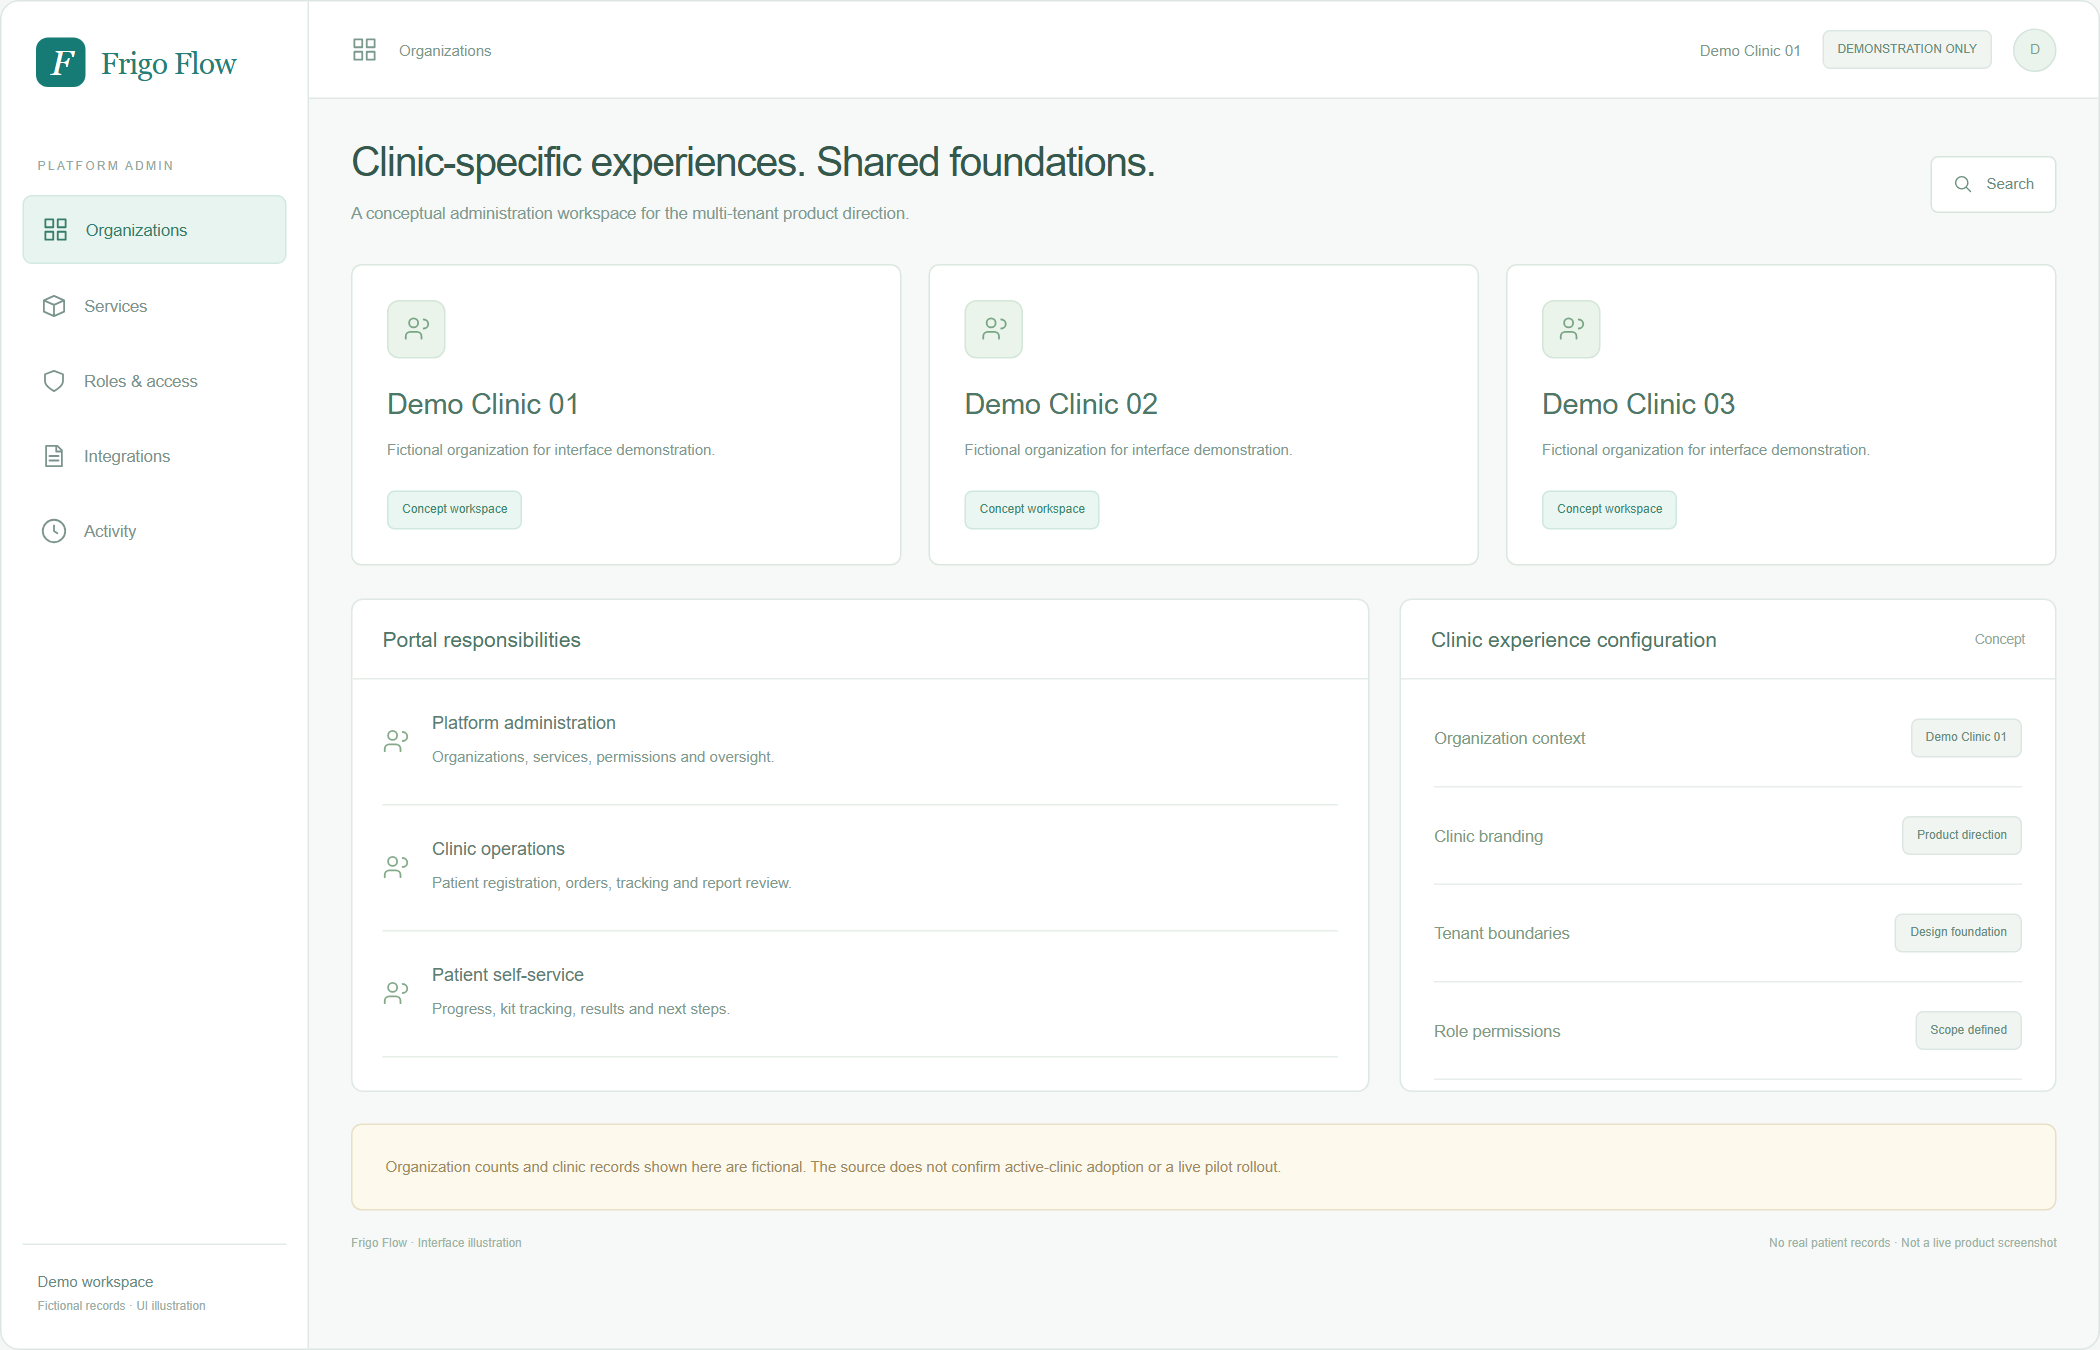 F Frigo Flow
PLATFORM ADMIN
Organizations
Services
Roles & access
Integrations
Activity
Demo workspace
Fictional records · UI illustration
Organizations
Demo Clinic 01
DEMONSTRATION ONLY
D
Clinic-specific experiences. Shared foundations.
A conceptual administration workspace for the multi-tenant product direction.
Search
Demo Clinic 01
Fictional organization for interface demonstration.
Concept workspace
Demo Clinic 02
Fictional organization for interface demonstration.
Concept workspace
Demo Clinic 03
Fictional organization for interface demonstration.
Concept workspace
Portal responsibilities
Platform administration
Organizations, services, permissions and oversight.
Clinic operations
Patient registration, orders, tracking and report review.
Patient self-service
Progress, kit tracking, results and next steps.
Clinic experience configuration
Concept
Organization context
Demo Clinic 01
Clinic branding
Product direction
Tenant boundaries
Design foundation
Role permissions
Scope defined
Organization counts and clinic records shown here are fictional. The source does not confirm active-clinic adoption or a live pilot rollout.
Frigo Flow · Interface illustration
No real patient records · Not a live product screenshot